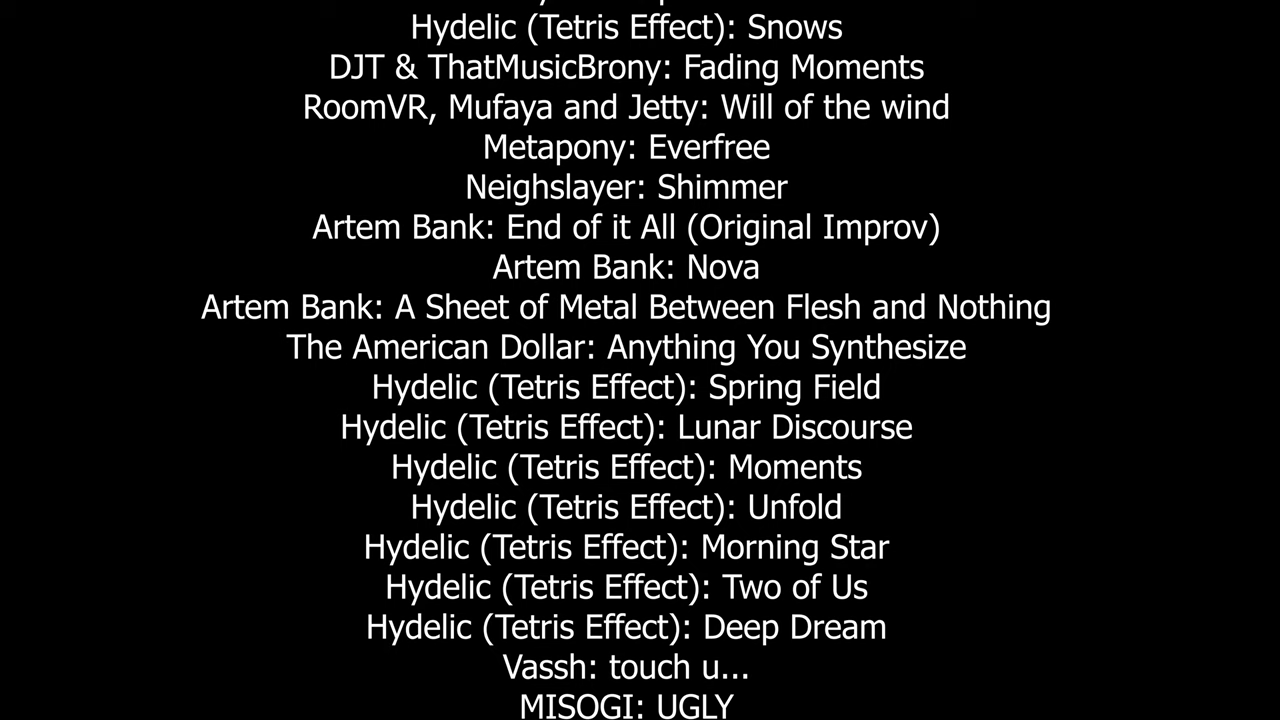 Hydelic (Tetris Effect): Snows
DJT & ThatMusicBrony: Fading Moments
RoomVR, Mufaya and Jetty: Will of the wind
Metapony: Everfree
Neighslayer: Shimmer
Artem Bank: End of it All (Original Improv)
Artem Bank: Nova
Artem Bank: A Sheet of Metal Between Flesh and Nothing
The American Dollar: Anything You Synthesize
Hydelic (Tetris Effect): Spring Field
Hydelic (Tetris Effect): Lunar Discourse
Hydelic (Tetris Effect): Moments
Hydelic (Tetris Effect): Unfold
Hydelic (Tetris Effect): Morning Star
Hydelic (Tetris Effect): Two of Us
Hydelic (Tetris Effect): Deep Dream
Vassh: touch u...
MISOGI: UGLY